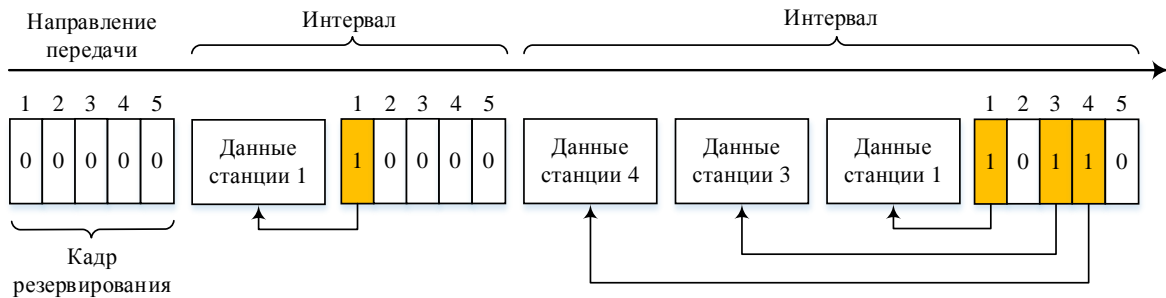 Направление
передачи
Интервал
Интервал
1 2 3 4 5
0 0 0 0 0
Данные
станции 1
1 2 3 4 5
1 0 0 0 0
Данные
станции 4
Данные
станции 3
Данные
станции 1
1 2 3 4 5
1 0 1 1 0
Кадр
резервирования